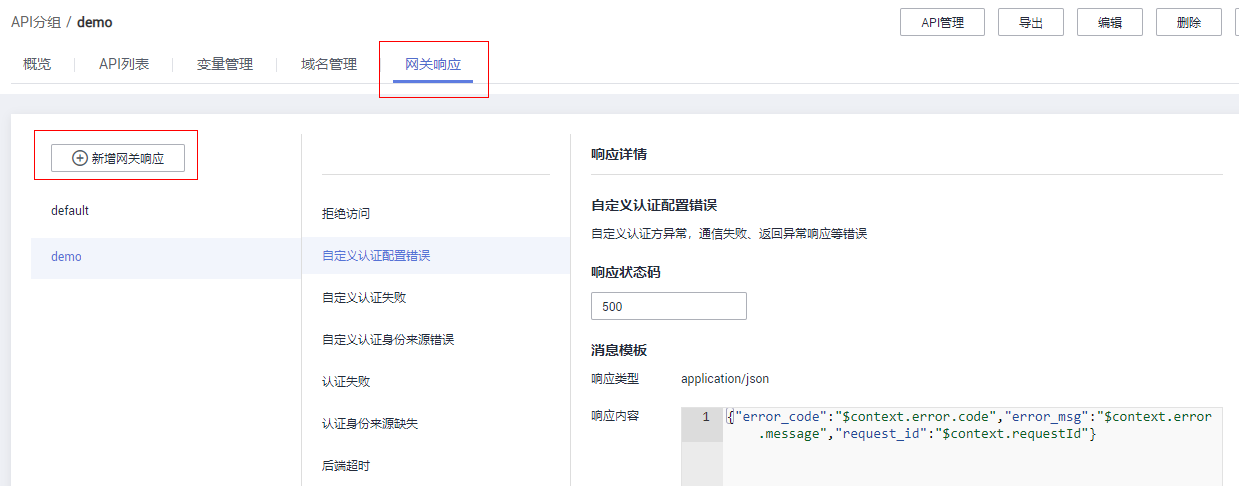 API分组 / demo
API管理
导出
编辑
删除
概览
API列表
变量管理
域名管理
网关响应
新增网关响应
default
demo
拒绝访问
自定义认证配置错误
自定义认证失败
自定义认证身份来源错误
认证失败
认证身份来源缺失
后端超时
响应详情
自定义认证配置错误
自定义认证方异常，通信失败、返回异常响应等错误
响应状态码
500
消息模板
响应类型 application/json
响应内容
1 {"error_code":"$context.error.code","error_msg":"$context.error
.message","request_id":"$context.requestId"}